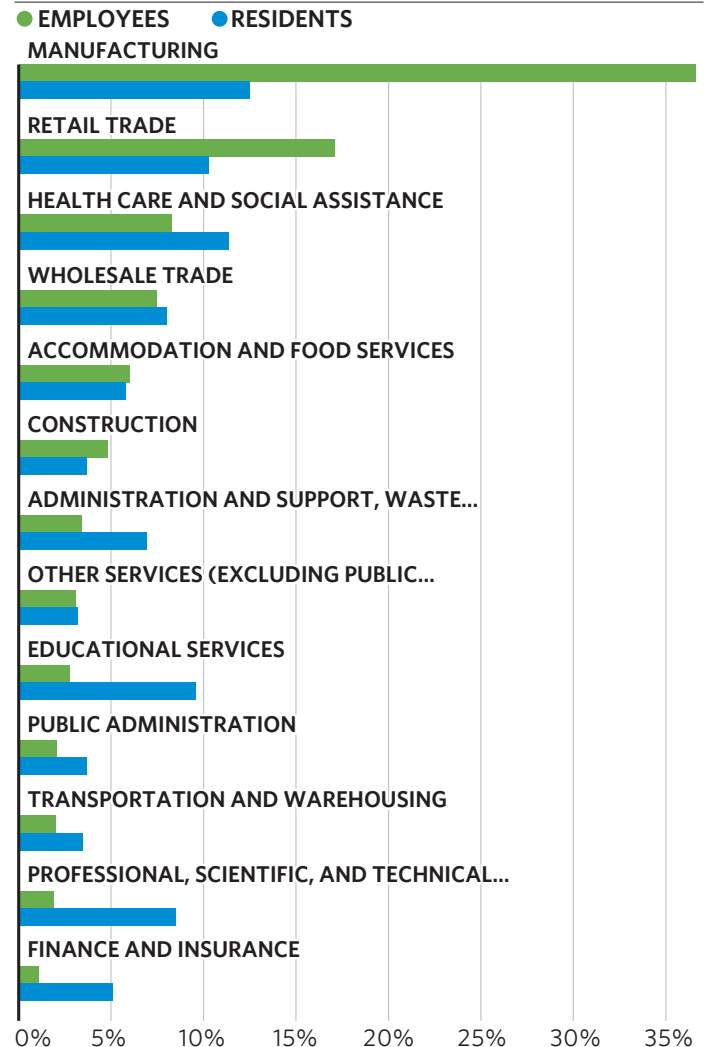 EMPLOYEES RESIDENTS
MANUFACTURING
RETAIL TRADE
HEALTH CARE AND SOCIAL ASSISTANCE
WHOLESALE TRADE
ACCOMMODATION AND FOOD SERVICES
CONSTRUCTION
ADMINISTRATION AND SUPPORT, WASTE...
OTHER SERVICES (EXCLUDING PUBLIC...
EDUCATIONAL SERVICES
PUBLIC ADMINISTRATION
TRANSPORTATION AND WAREHOUSING
PROFESSIONAL, SCIENTIFIC, AND TECHNICAL...
FINANCE AND INSURANCE
0% 5% 10% 15% 20% 25% 30% 35%